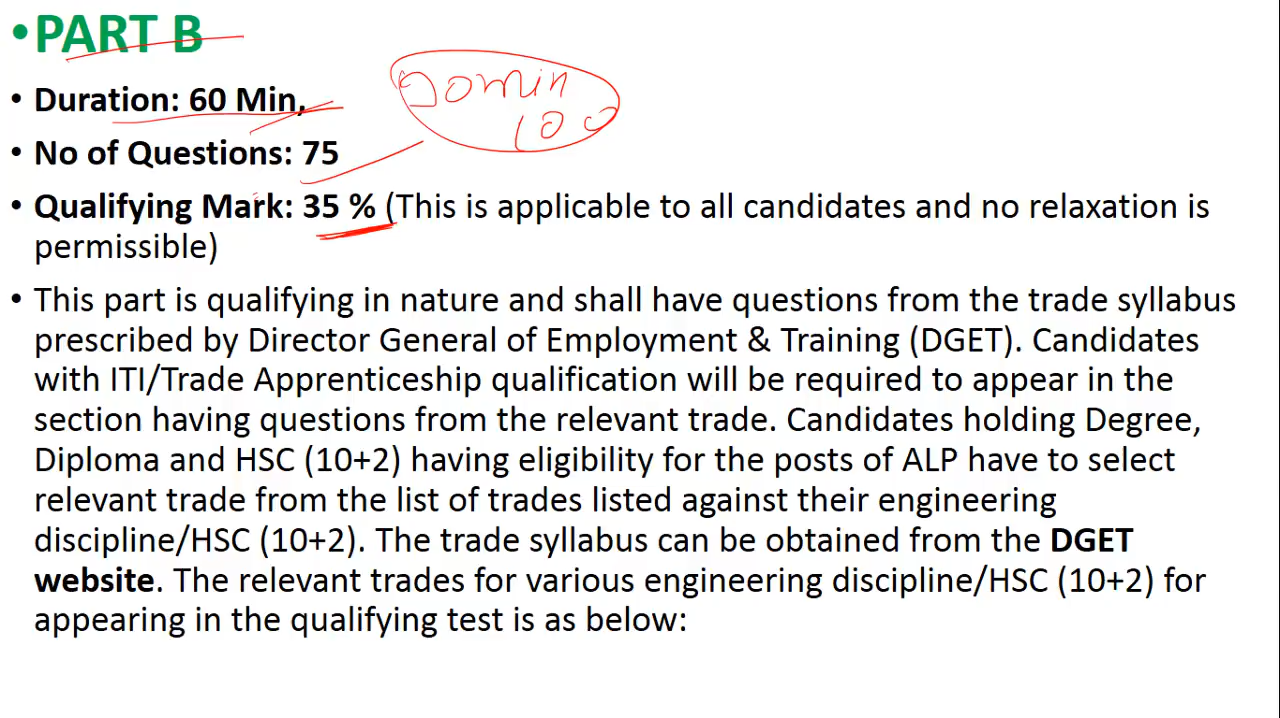 •PART B
• Duration: 60 Min,
90 min
100
• No of Questions: 75
• Qualifying Mark: 35 % (This is applicable to all candidates and no relaxation is
permissible)
• This part is qualifying in nature and shall have questions from the trade syllabus
prescribed by Director General of Employment & Training (DGET). Candidates
with ITI/Trade Apprenticeship qualification will be required to appear in the
section having questions from the relevant trade. Candidates holding Degree,
Diploma and HSC (10+2) having eligibility for the posts of ALP have to select
relevant trade from the list of trades listed against their engineering
discipline/HSC (10+2). The trade syllabus can be obtained from the DGET
website. The relevant trades for various engineering discipline/HSC (10+2) for
appearing in the qualifying test is as below: